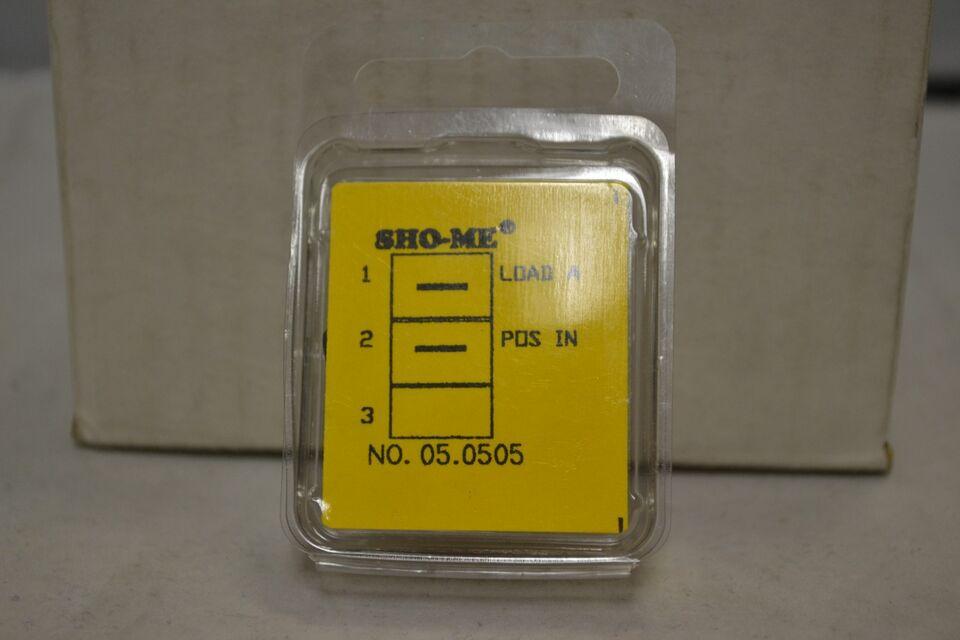 SHO-ME®
1 LOAD A
2 POS IN
3
NO. 05.0505